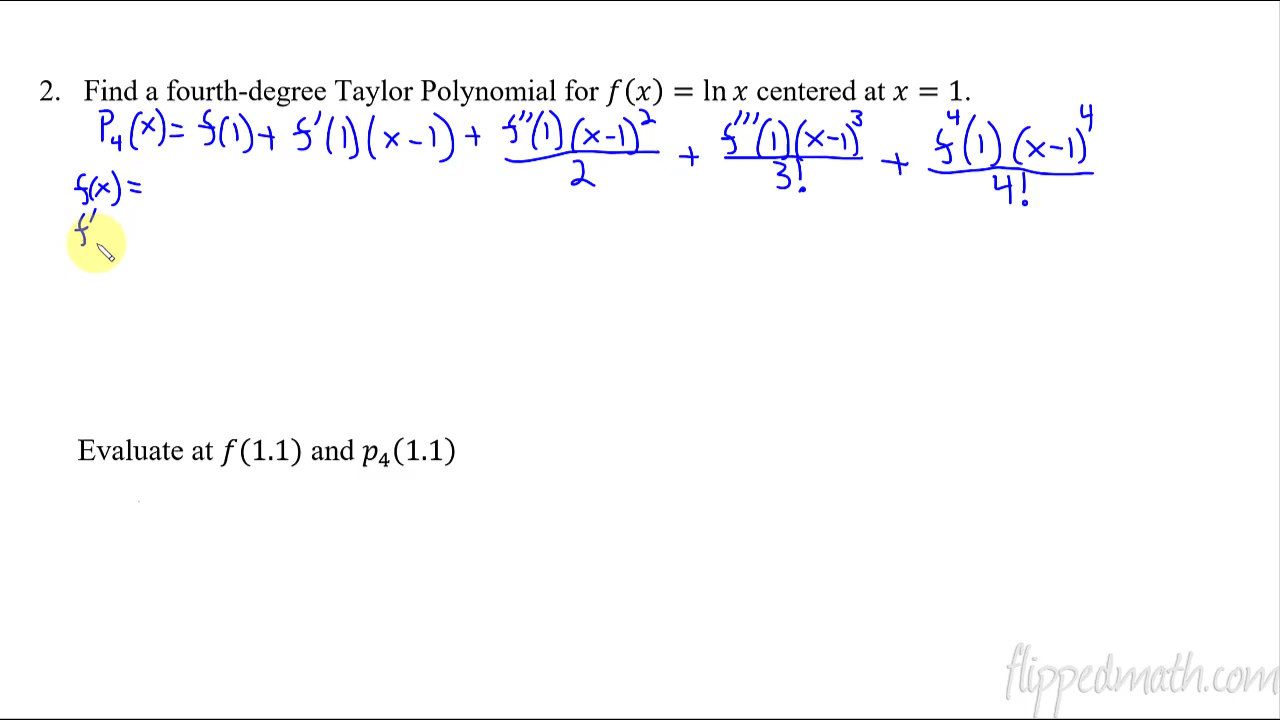 2. Find a fourth-degree Taylor Polynomial for f(x) = ln x centered at x = 1.
P₄(x) = f(1) + f′(1)(x−1) + f″(1)(x−1)²/2 + f‴(1)(x−1)³/3! + f⁴(1)(x−1)⁴/4!
f(x) =
f′
Evaluate at f(1.1) and p₄(1.1)
flippedmath.com